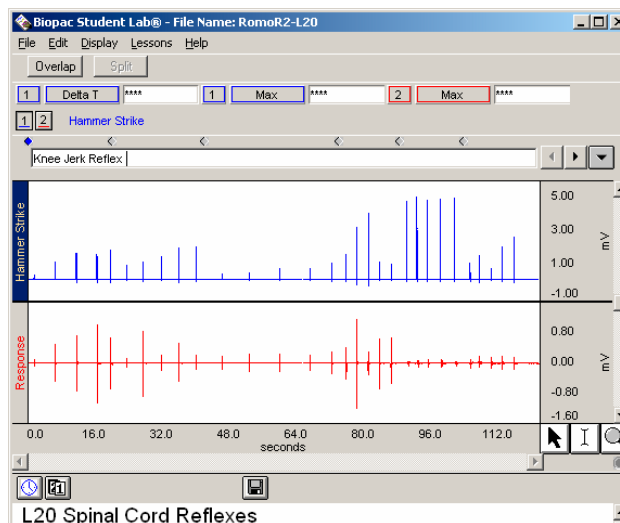 Biopac Student Lab® - File Name: RomoR2-L20
File Edit Display Lessons Help
Overlap Split
1 Delta T **** 1 Max **** 2 Max ****
1 2 Hammer Strike
Knee Jerk Reflex
Hammer Strike
5.00
3.00
1.00
-1.00
mV
Response
0.80
0.00
-0.80
-1.60
mV
0.0 16.0 32.0 48.0 64.0 80.0 96.0 112.0
seconds
L20 Spinal Cord Reflexes